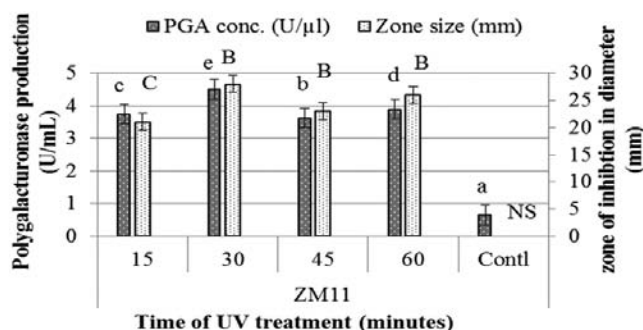 PGA conc. (U/µl) Zone size (mm)
Polygalacturonase production
(U/mL)
5
4
3
2
1
0
c C
e B
b B
d B
a NS
30
25
20
15
10
5
0
zone of inhibtion in diameter
(mm)
15 30 45 60 Contl
ZM11
Time of UV treatment (minutes)